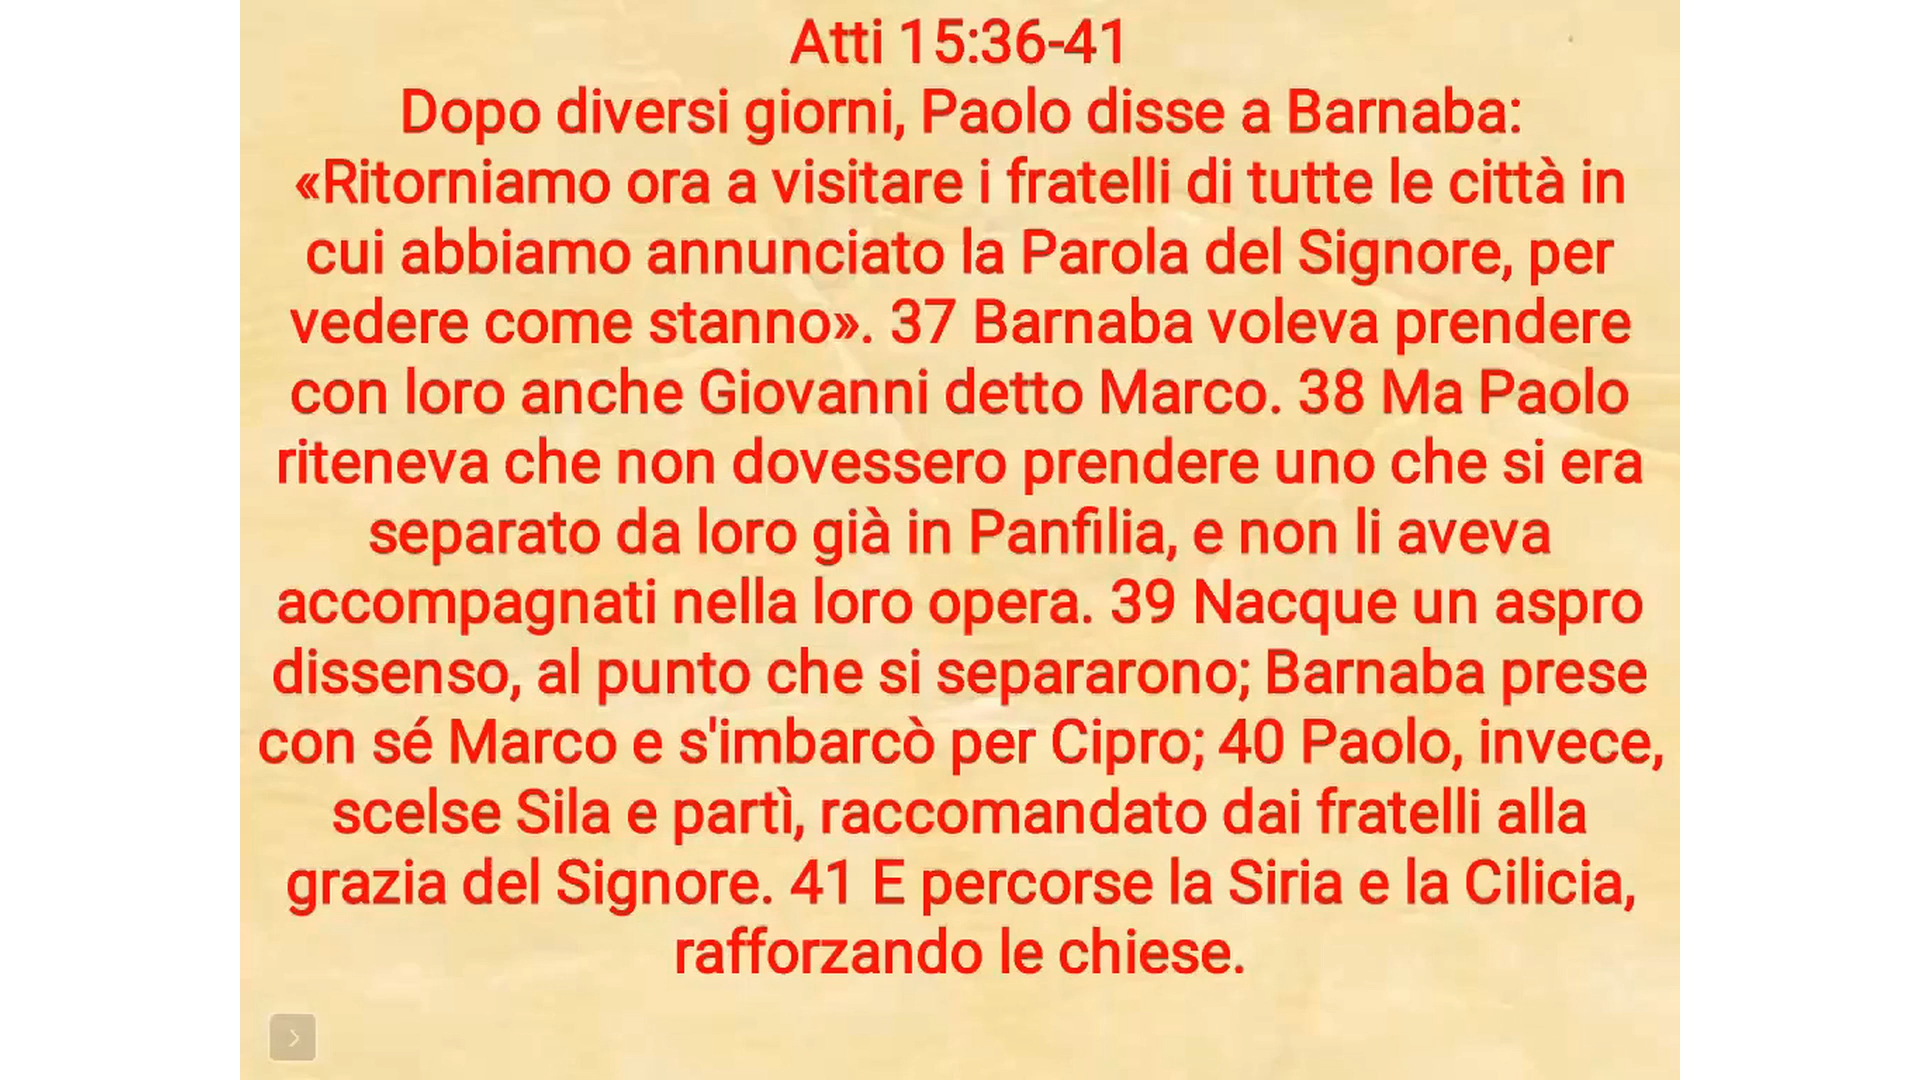 Atti 15:36-41
Dopo diversi giorni, Paolo disse a Barnaba:
«Ritorniamo ora a visitare i fratelli di tutte le città in
cui abbiamo annunciato la Parola del Signore, per
vedere come stanno». 37 Barnaba voleva prendere
con loro anche Giovanni detto Marco. 38 Ma Paolo
riteneva che non dovessero prendere uno che si era
separato da loro già in Panfilia, e non li aveva
accompagnati nella loro opera. 39 Nacque un aspro
dissenso, al punto che si separarono; Barnaba prese
con sé Marco e s'imbarcò per Cipro; 40 Paolo, invece,
scelse Sila e partì, raccomandato dai fratelli alla
grazia del Signore. 41 E percorse la Siria e la Cilicia,
rafforzando le chiese.